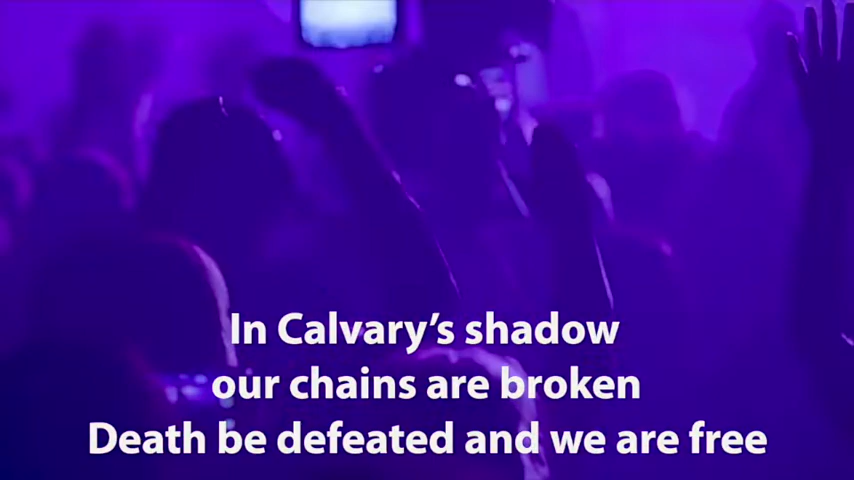 In Calvary’s shadow
our chains are broken
Death be defeated and we are free